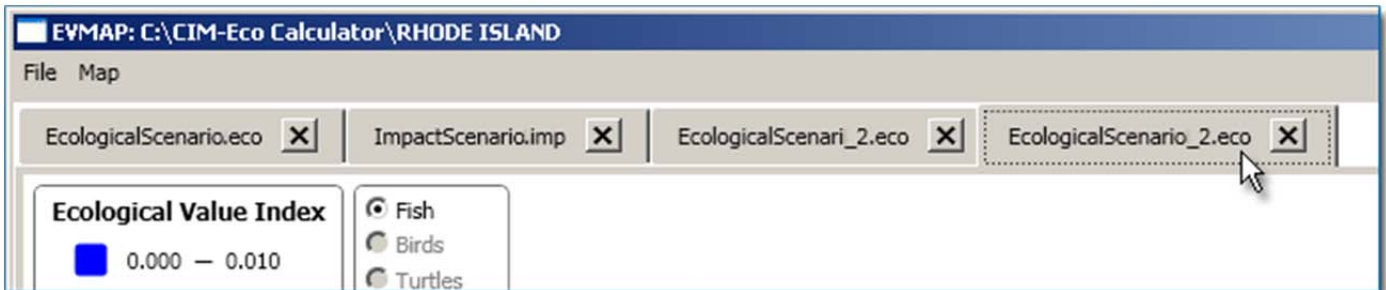 EVMAP: C:\CIM-Eco Calculator\RHODE ISLAND
File Map
EcologicalScenario.eco ImpactScenario.imp EcologicalScenari_2.eco EcologicalScenario_2.eco
Ecological Value Index
0.000 — 0.010
Fish
Birds
Turtles